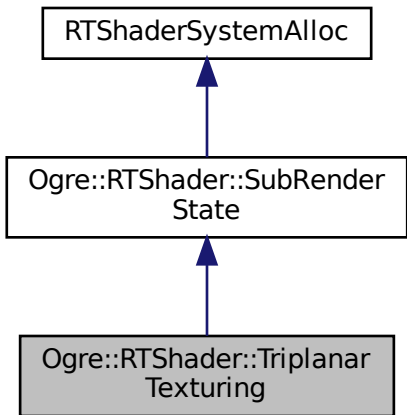 RTShaderSystemAlloc
Ogre::RTShader::SubRender
State
Ogre::RTShader::Triplanar
Texturing